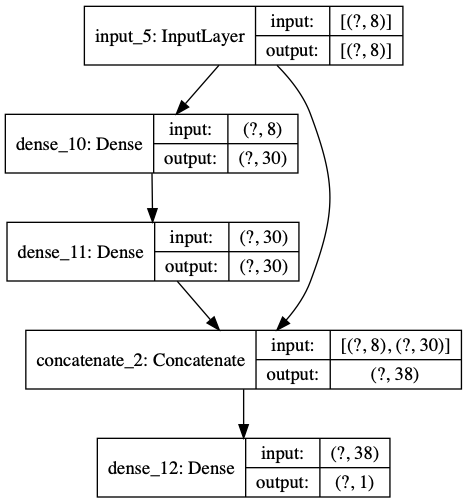 input_5: InputLayer
input: [(?, 8)]
output: [(?, 8)]
dense_10: Dense
input: (?, 8)
output: (?, 30)
dense_11: Dense
input: (?, 30)
output: (?, 30)
concatenate_2: Concatenate
input: [(?, 8), (?, 30)]
output: (?, 38)
dense_12: Dense
input: (?, 38)
output: (?, 1)